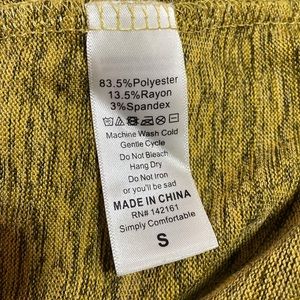 83.5%Polyester
13.5%Rayon
3%Spandex
Machine Wash Cold
Gentle Cycle
Do Not Bleach
Hang Dry
Do Not Iron
or you'll be sad
MADE IN CHINA
RN# 142161
Simply Comfortable
S